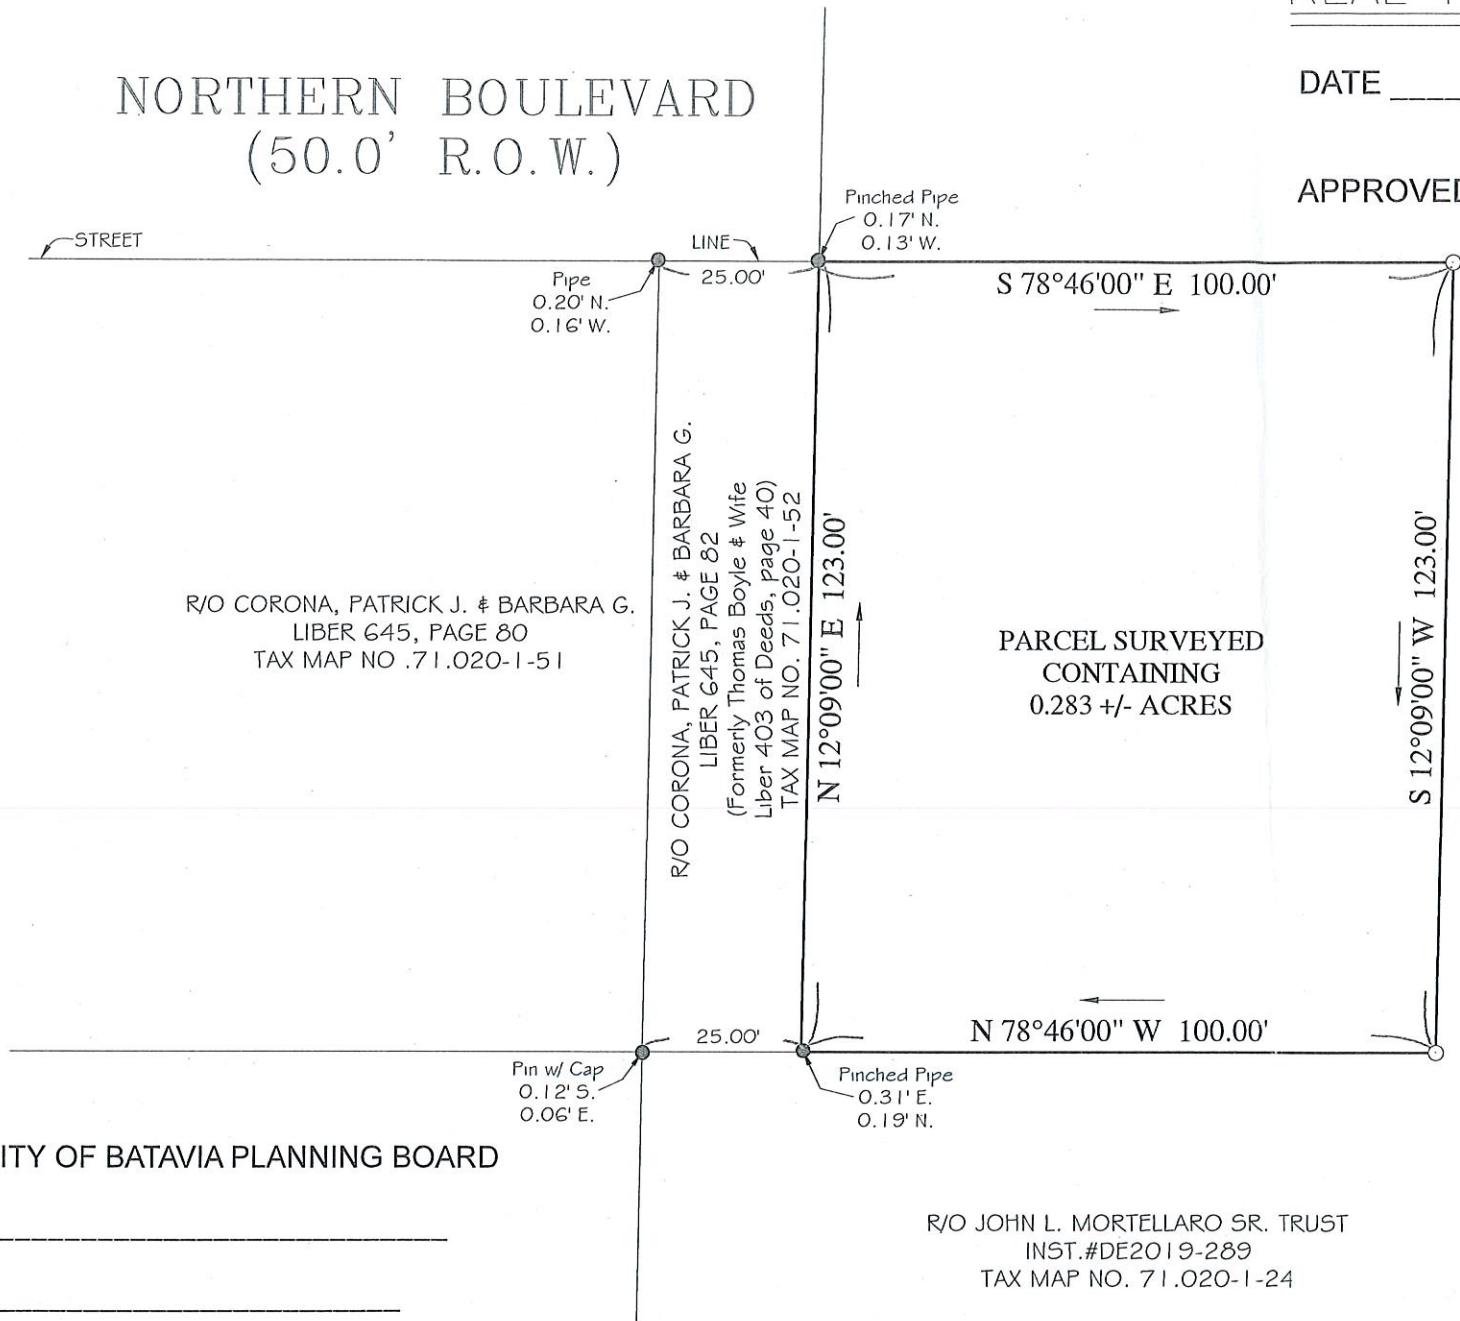 NORTHERN BOULEVARD
(50.0' R.O.W.)
DATE
APPROVED
STREET
LINE
Pinched Pipe
0.17' N.
0.13' W.
Pipe
0.20' N.
0.16' W.
25.00'
S 78°46'00" E 100.00'
R/O CORONA, PATRICK J. & BARBARA G.
LIBER 645, PAGE 80
TAX MAP NO .71.020-1-51
R/O CORONA, PATRICK J. & BARBARA G.
LIBER 645, PAGE 82
(Formerly Thomas Boyle & Wife
Liber 403 of Deeds, page 40)
TAX MAP NO. 71.020-1-52
N 12°09'00" E 123.00'
PARCEL SURVEYED
CONTAINING
0.283 +/- ACRES
S 12°09'00" W 123.00'
25.00'
N 78°46'00" W 100.00'
Pin w/ Cap
0.12' S.
0.06' E.
Pinched Pipe
0.31' E.
0.19' N.
ITY OF BATAVIA PLANNING BOARD
R/O JOHN L. MORTELLARO SR. TRUST
INST.#DE2019-289
TAX MAP NO. 71.020-1-24